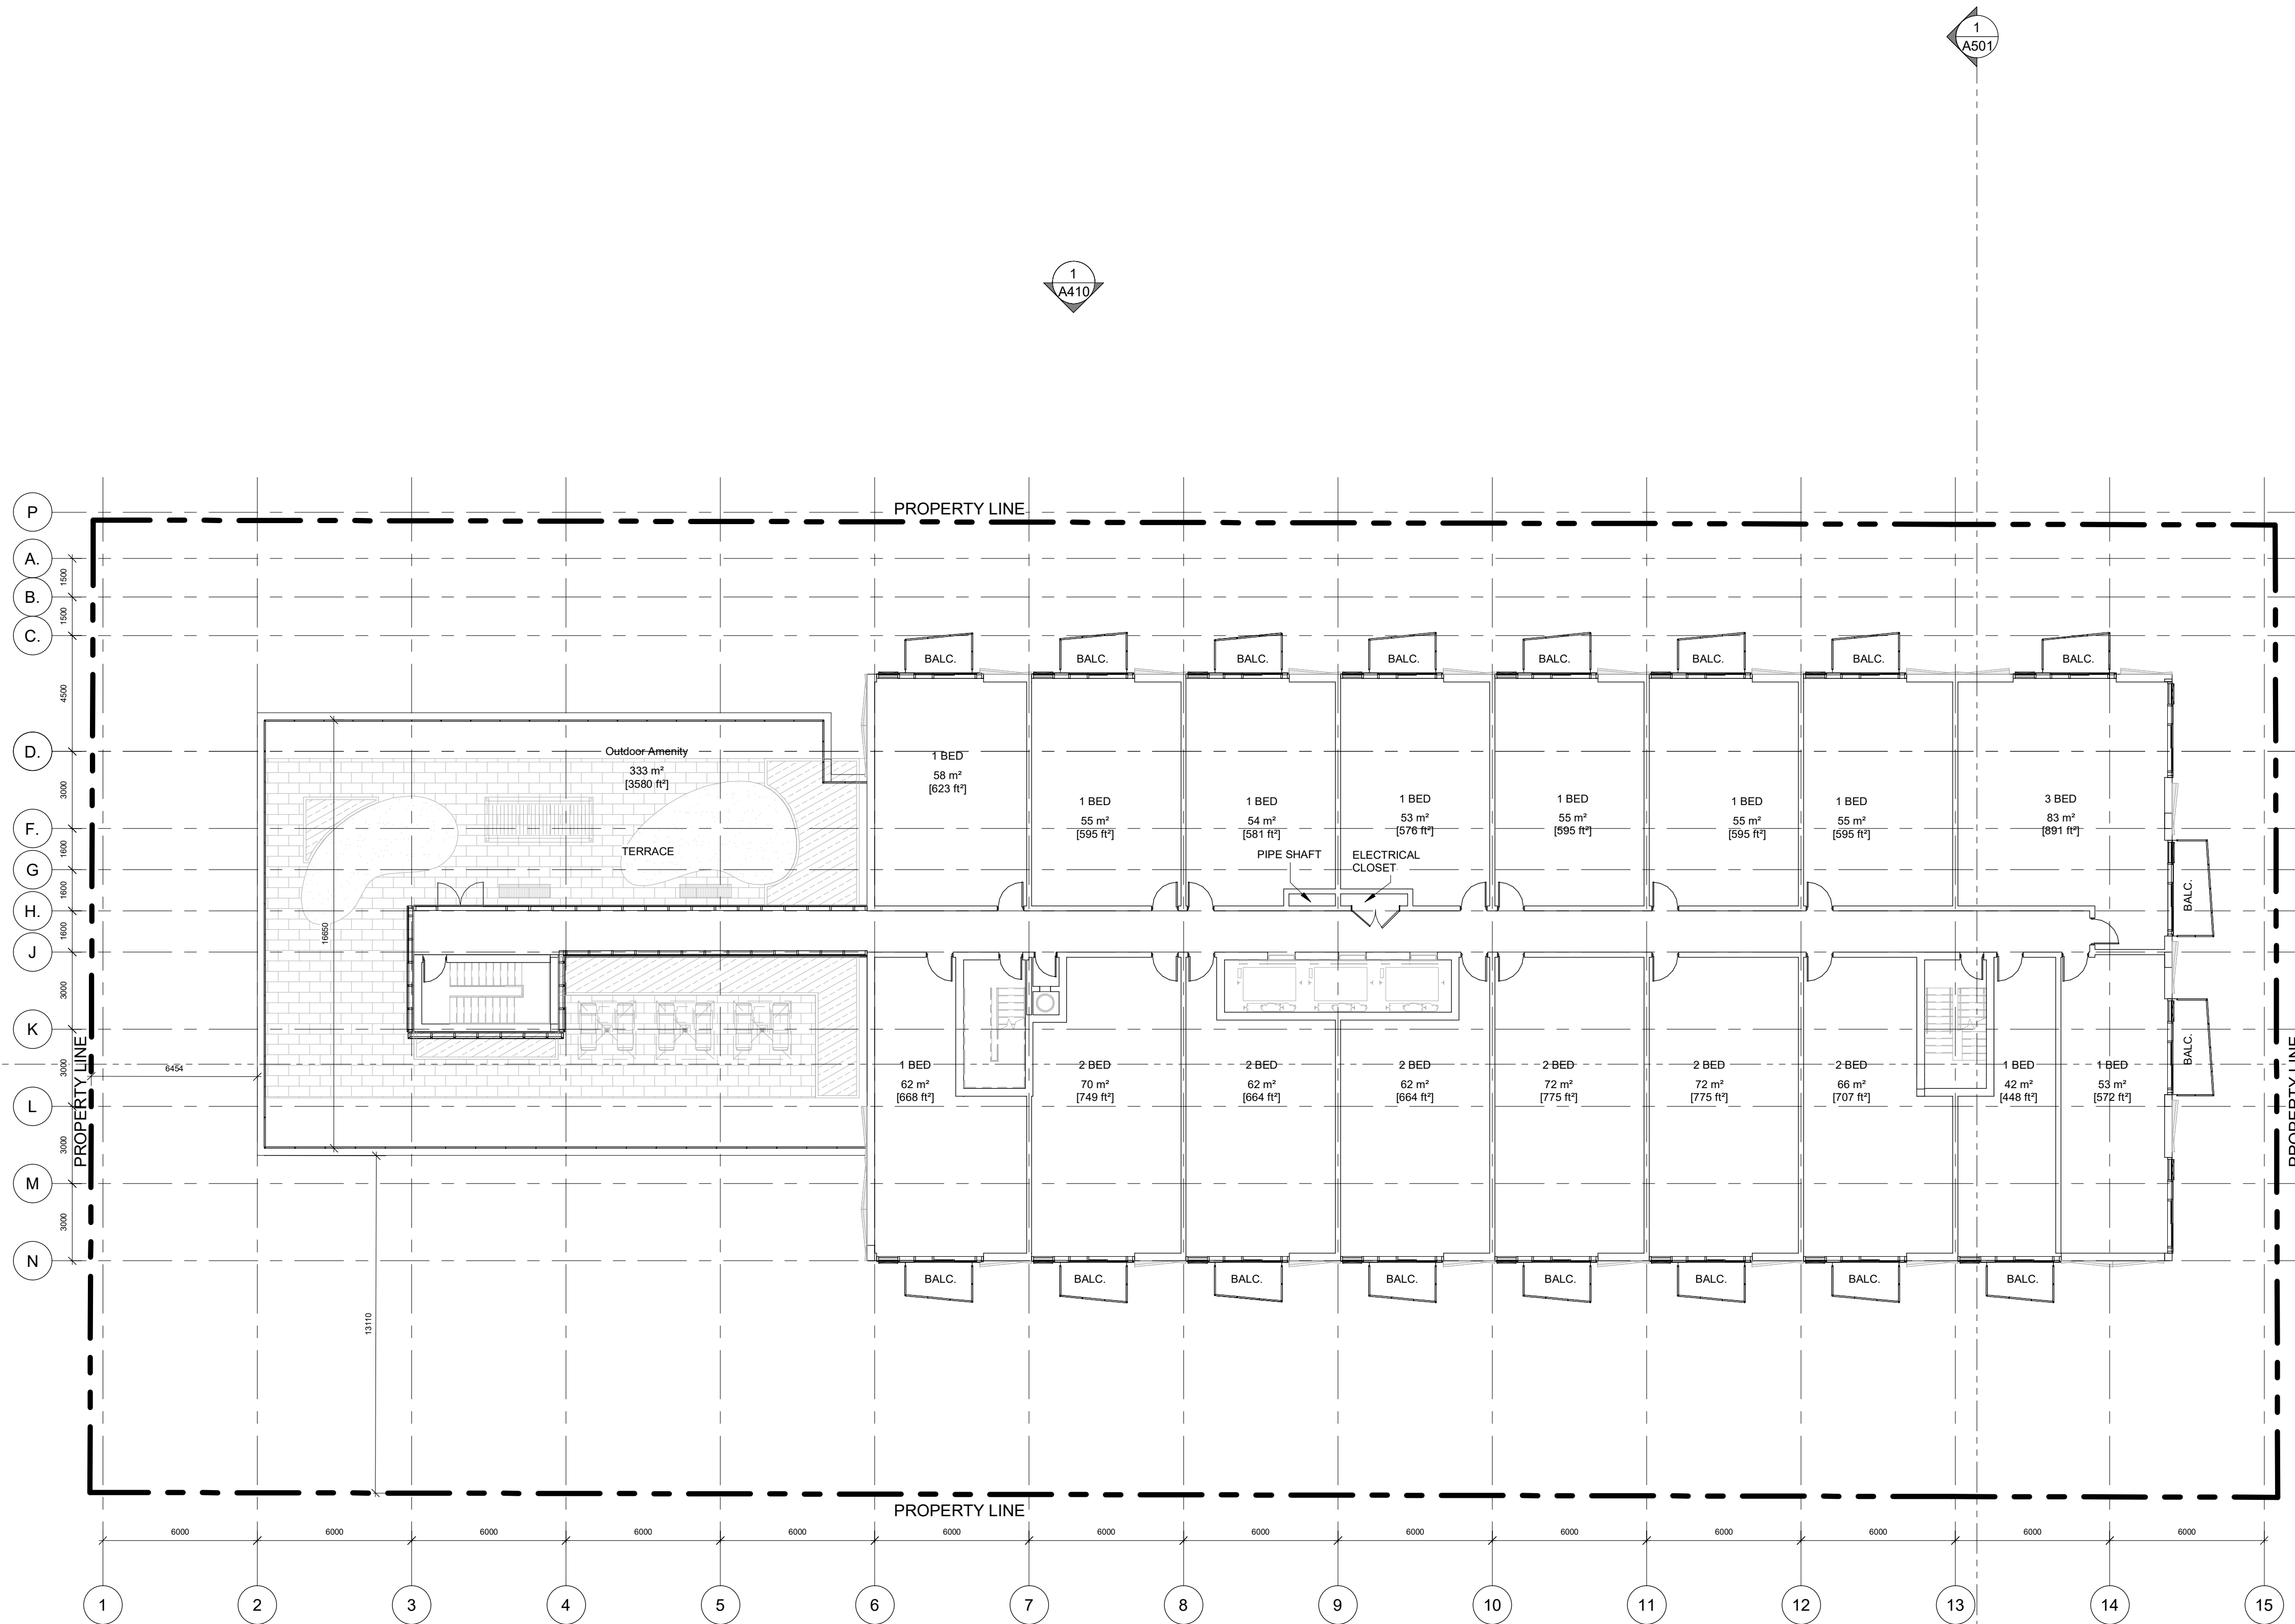 1
A501
1
A410
PROPERTY LINE
P
A.
B.
C.
D.
F.
G
H.
J
K
L
M
N
1500
1500
4500
3000
1600
1600
1600
3000
3000
3000
3000
BALC.
BALC.
BALC.
BALC.
BALC.
BALC.
BALC.
BALC.
Outdoor Amenity
333 m²
[3580 ft²]
TERRACE
16650
1 BED
58 m²
[623 ft²]
1 BED
55 m²
[595 ft²]
1 BED
54 m²
[581 ft²]
1 BED
53 m²
[576 ft²]
1 BED
55 m²
[595 ft²]
1 BED
55 m²
[595 ft²]
1 BED
55 m²
[595 ft²]
3 BED
83 m²
[891 ft²]
PIPE SHAFT
ELECTRICAL
CLOSET
BALC.
BALC.
PROPERTY LINE
6454
1 BED
62 m²
[668 ft²]
2 BED
70 m²
[749 ft²]
2 BED
62 m²
[664 ft²]
2 BED
62 m²
[664 ft²]
2 BED
72 m²
[775 ft²]
2 BED
72 m²
[775 ft²]
2 BED
66 m²
[707 ft²]
1 BED
42 m²
[448 ft²]
1 BED
53 m²
[572 ft²]
PROPERTY LINE
BALC.
BALC.
BALC.
BALC.
BALC.
BALC.
BALC.
BALC.
13110
PROPERTY LINE
6000
6000
6000
6000
6000
6000
6000
6000
6000
6000
6000
6000
6000
6000
1
2
3
4
5
6
7
8
9
10
11
12
13
14
15